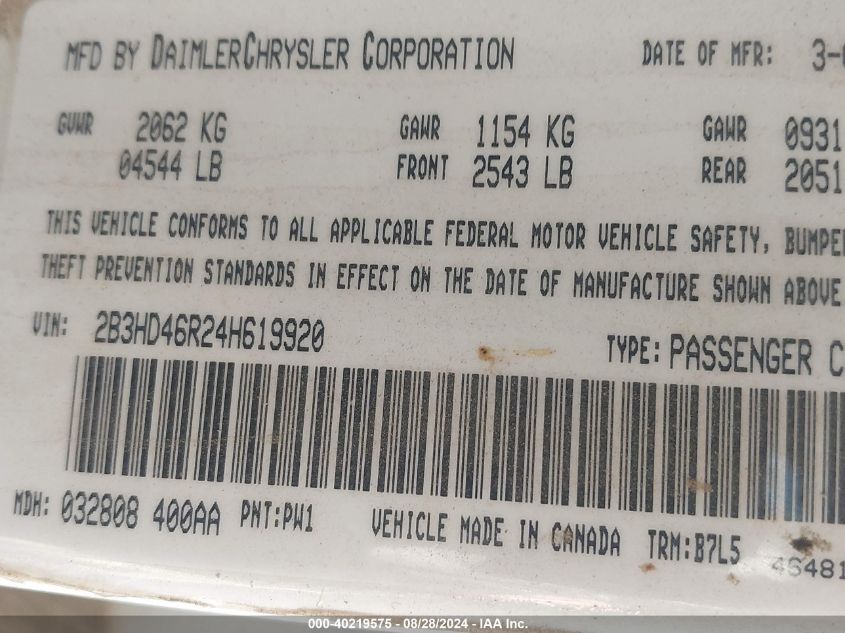 MFD BY DAIMLERCHRYSLER CORPORATION DATE OF MFR: 3-
GVWR 2062 KG GAWR 1154 KG GAWR 0931
04544 LB FRONT 2543 LB REAR 2051
THIS VEHICLE CONFORMS TO ALL APPLICABLE FEDERAL MOTOR VEHICLE SAFETY, BUMPE
THEFT PREVENTION STANDARDS IN EFFECT ON THE DATE OF MANUFACTURE SHOWN ABOVE
VIN: 2B3HD46R24H619920 TYPE: PASSENGER C
MDH: 032808 400AA PNT:PW1 VEHICLE MADE IN CANADA TRM:B7L5
000-40219575 - 08/28/2024 - IAA Inc.